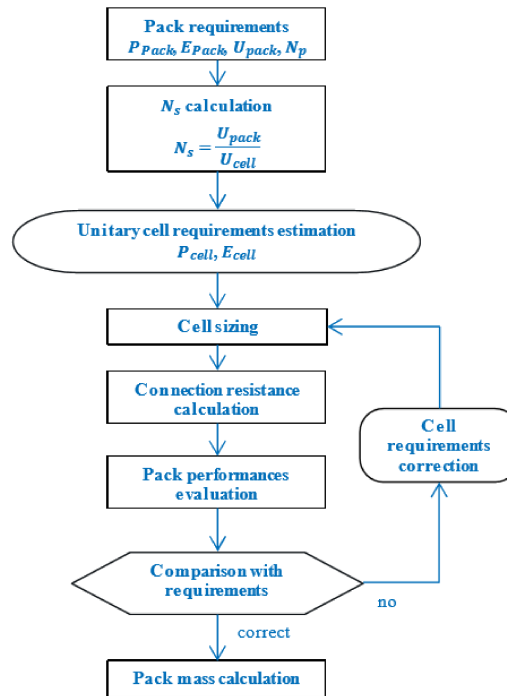 Pack requirements
P_Pack, E_Pack, U_pack, N_p
N_s calculation
N_s = U_pack / U_cell
Unitary cell requirements estimation
P_cell, E_cell
Cell sizing
Connection resistance
calculation
Pack performances
evaluation
Cell
requirements
correction
Comparison with
requirements
no
correct
Pack mass calculation